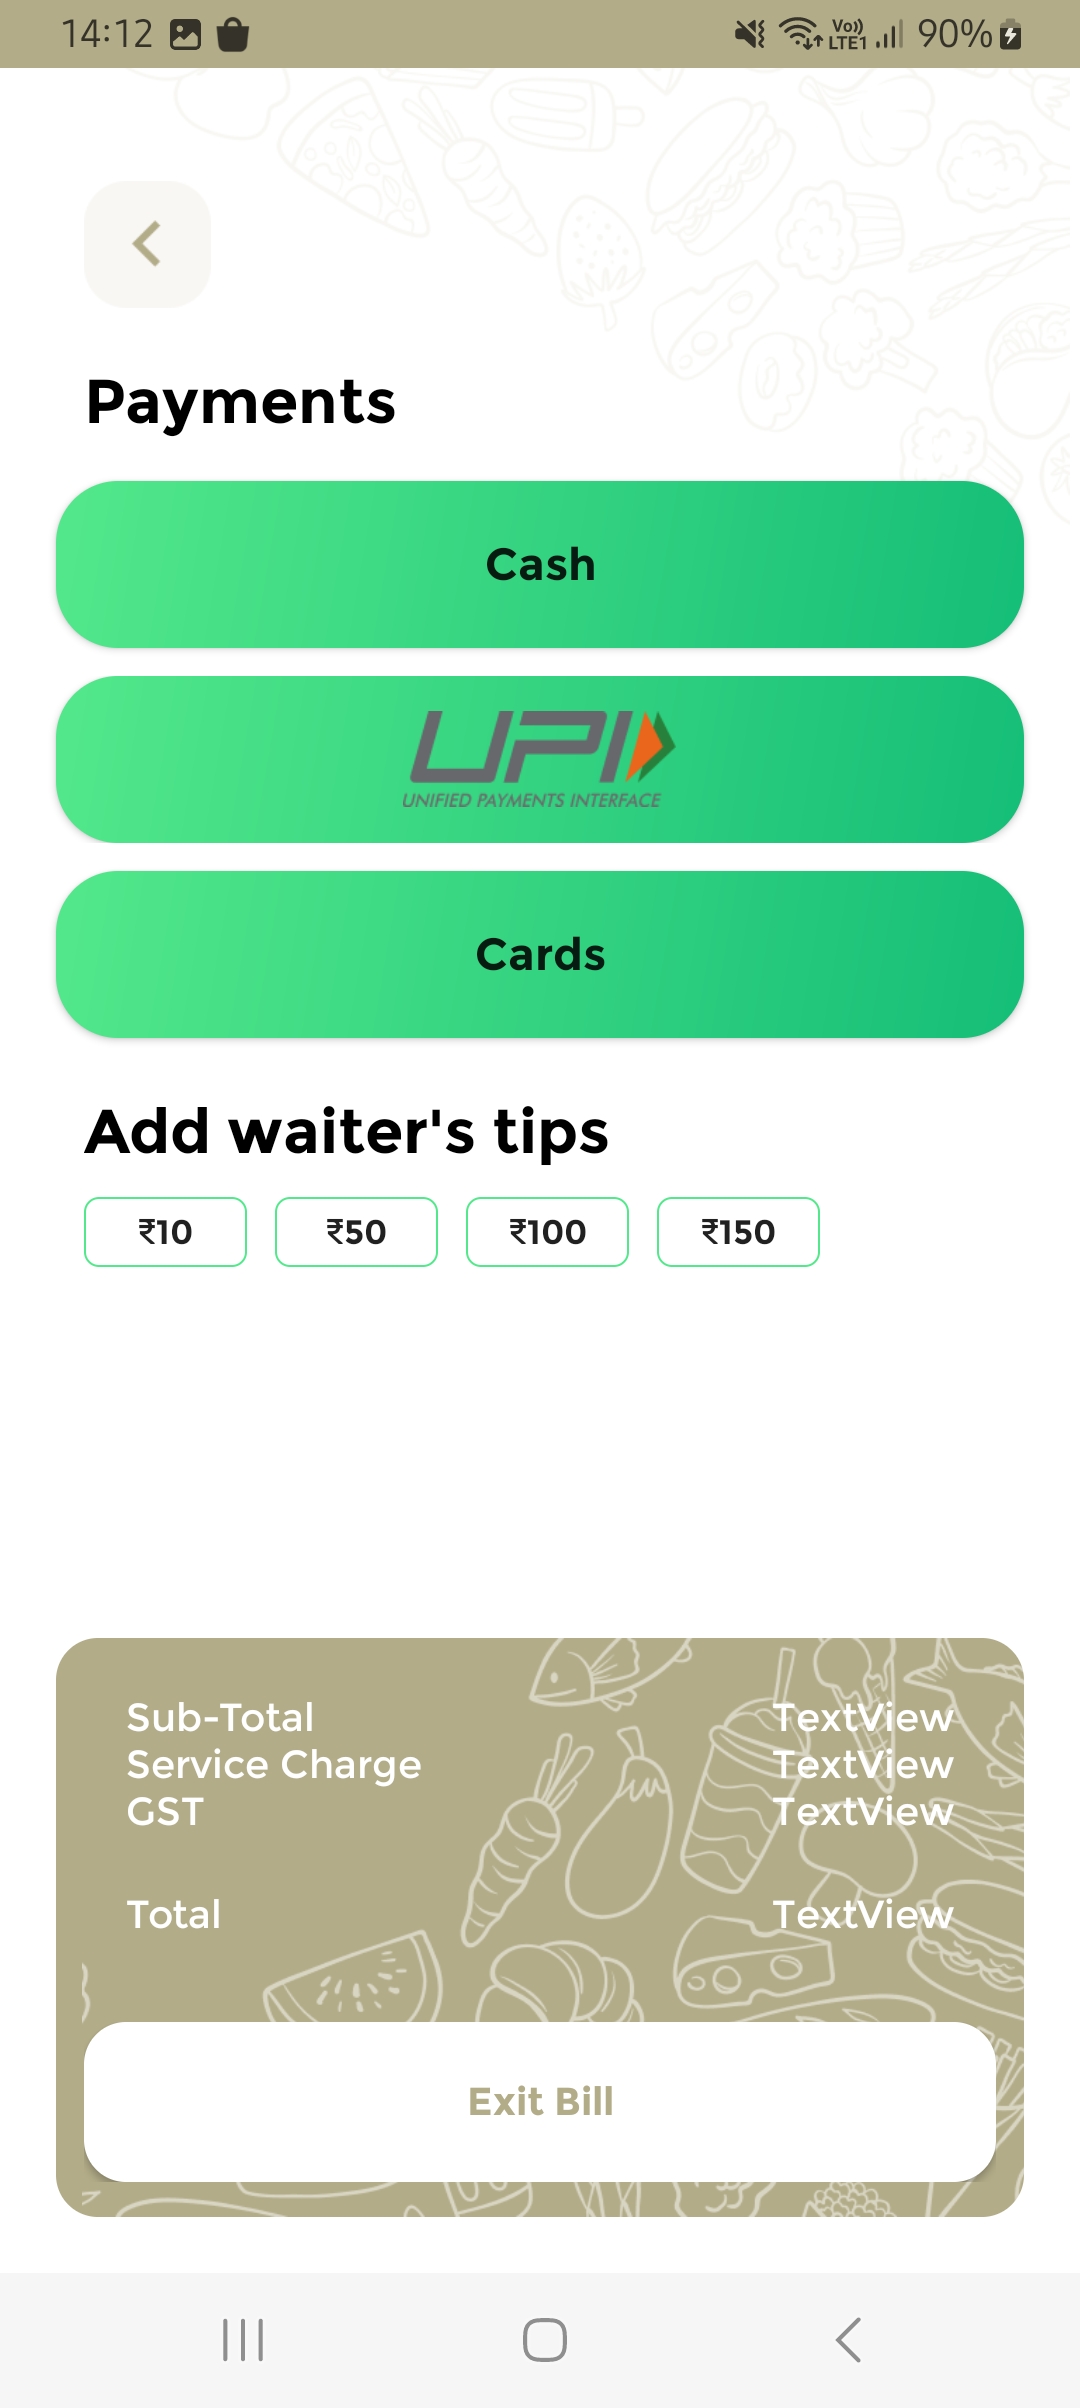 14:12 Vo)) LTE1 90%
Payments
Cash
UPI
UNIFIED PAYMENTS INTERFACE
Cards
Add waiter's tips
₹10 ₹50 ₹100 ₹150
Sub-Total TextView
Service Charge TextView
GST TextView
Total TextView
Exit Bill